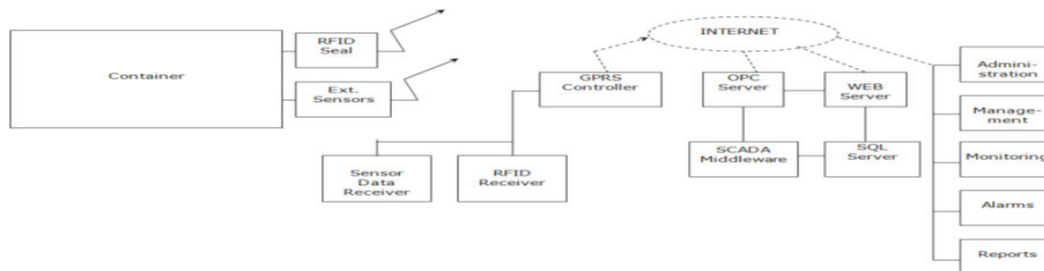 Container
RFID
Seal
Ext.
Sensors
GPRS
Controller
Sensor
Data
Receiver
RFID
Receiver
INTERNET
OPC
Server
WEB
Server
SCADA
Middleware
SQL
Server
Admini-
stration
Manage-
ment
Monitoring
Alarms
Reports